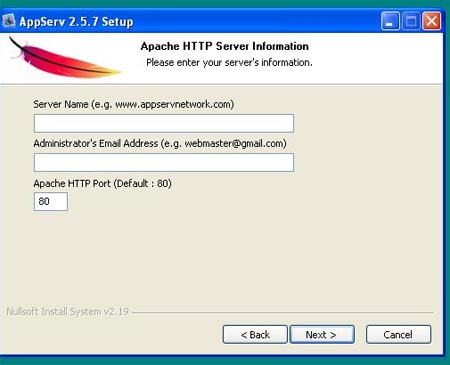 AppServ 2.5.7 Setup
Apache HTTP Server Information
Please enter your server's information.
Server Name (e.g. www.appservnetwork.com)
Administrator's Email Address (e.g. webmaster@gmail.com)
Apache HTTP Port (Default : 80)
80
Nullsoft Install System v2.19
< Back Next > Cancel